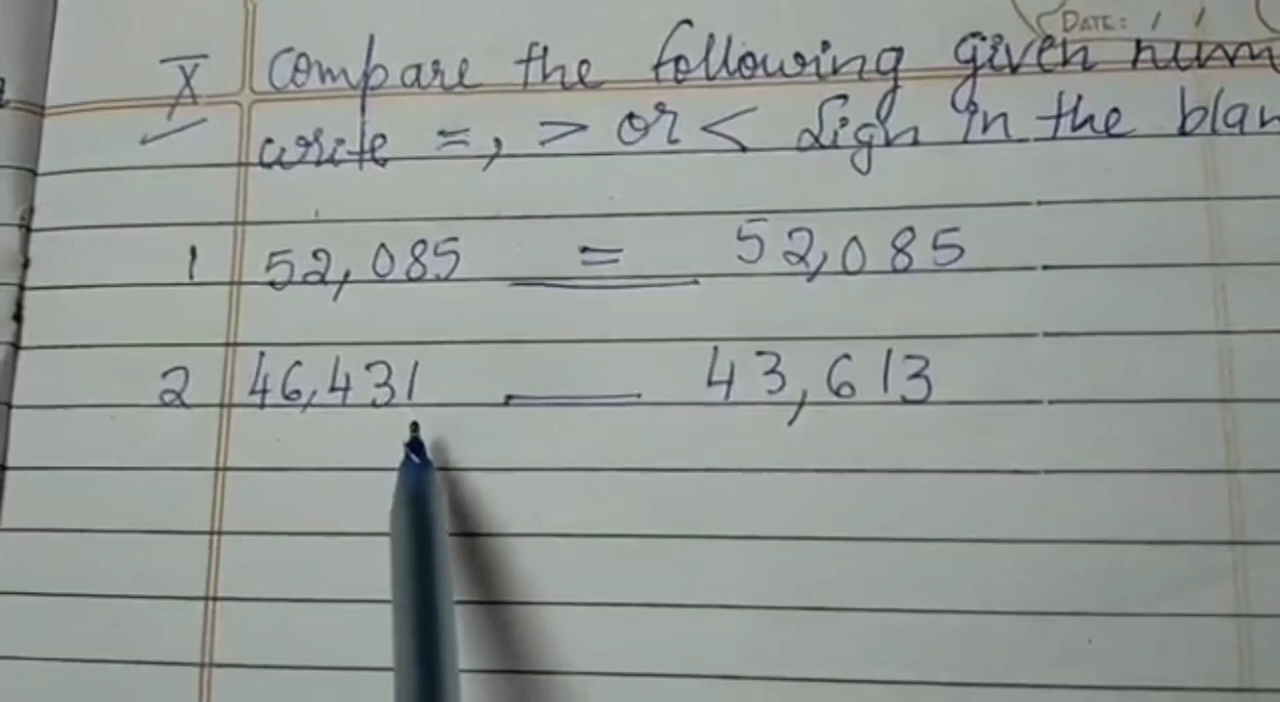 DATE: / /
X Compare the following given num
write =, > or < sign in the blan
1 52,085 = 52,085
2 46,431 ___ 43,613